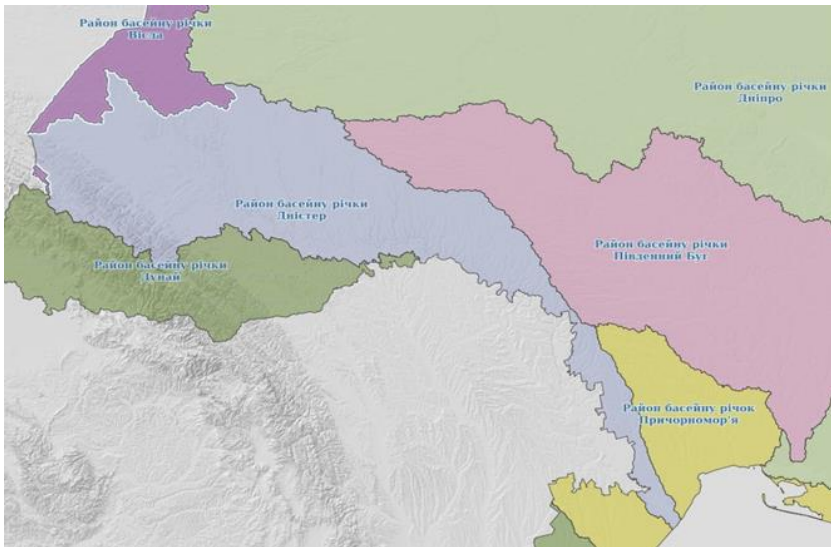 Район басейну річки
Вісла
Район басейну річки
Дніпро
Район басейну річки
Дністер
Район басейну річки
Південний Буг
Район басейну річки
Дунай
Район басейну річок
Причорномор'я